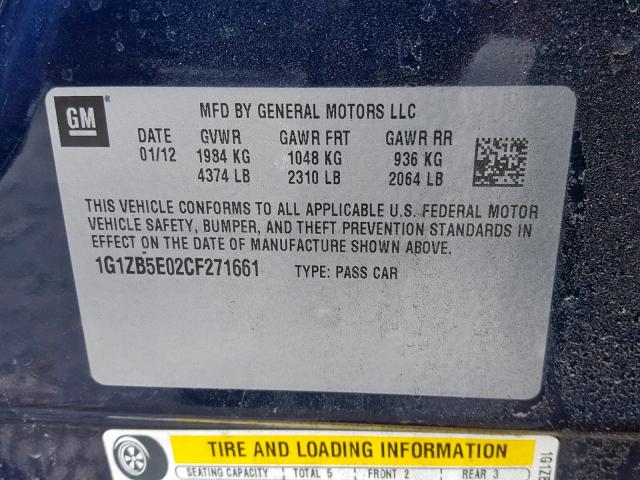 GM ®
MFD BY GENERAL MOTORS LLC
DATE GVWR GAWR FRT GAWR RR
01/12 1984 KG 1048 KG 936 KG
4374 LB 2310 LB 2064 LB
THIS VEHICLE CONFORMS TO ALL APPLICABLE U.S. FEDERAL MOTOR
VEHICLE SAFETY, BUMPER, AND THEFT PREVENTION STANDARDS IN
EFFECT ON THE DATE OF MANUFACTURE SHOWN ABOVE.
1G1ZB5E02CF271661 TYPE: PASS CAR
TIRE AND LOADING INFORMATION
SEATING CAPACITY TOTAL 5 FRONT 2 REAR 3
1G1ZB